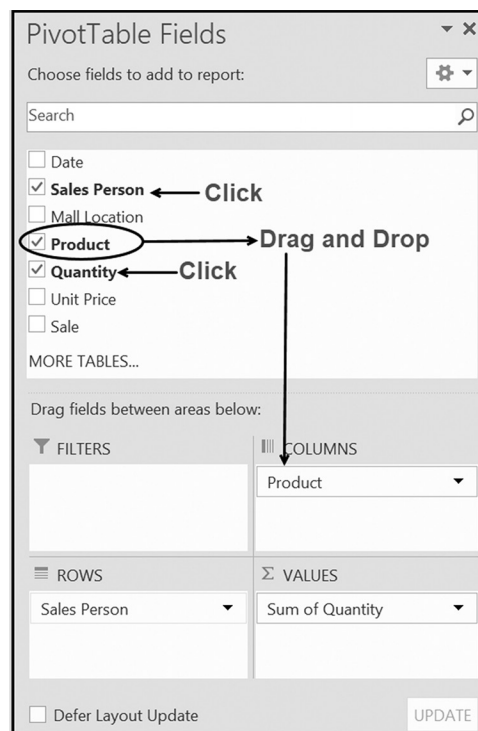 PivotTable Fields
Choose fields to add to report:
Search
Date
Sales Person Click
Mall Location
Product Drag and Drop
Quantity Click
Unit Price
Sale
MORE TABLES...
Drag fields between areas below:
FILTERS COLUMNS
Product
ROWS Σ VALUES
Sales Person Sum of Quantity
Defer Layout Update UPDATE